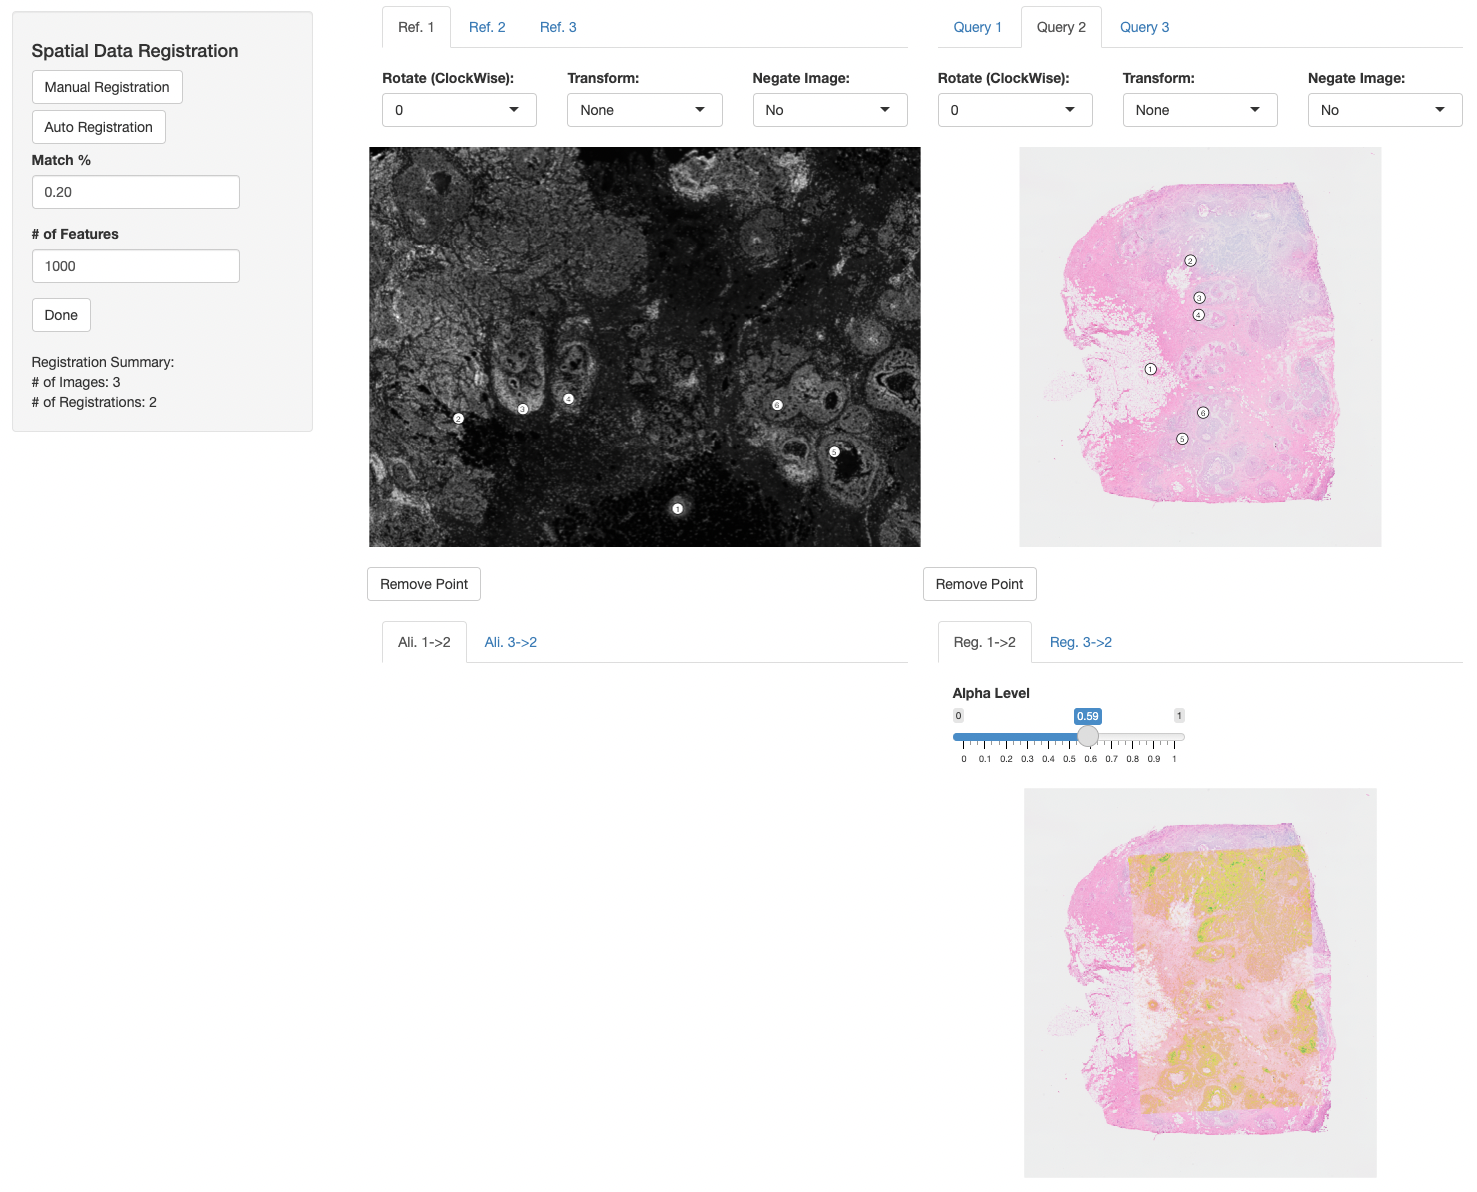 Spatial Data Registration
Manual Registration
Auto Registration
Match %
0.20
# of Features
1000
Done
Registration Summary:
# of Images: 3
# of Registrations: 2
Ref. 1 Ref. 2 Ref. 3
Rotate (ClockWise): Transform: Negate Image:
0 None No
3 4 2 6 5 1
Remove Point
Query 1 Query 2 Query 3
Rotate (ClockWise): Transform: Negate Image:
0 None No
2
3
4
1
6
5
Remove Point
Ali. 1->2 Ali. 3->2
Reg. 1->2 Reg. 3->2
Alpha Level
0 0.59 1
0 0.1 0.2 0.3 0.4 0.5 0.6 0.7 0.8 0.9 1